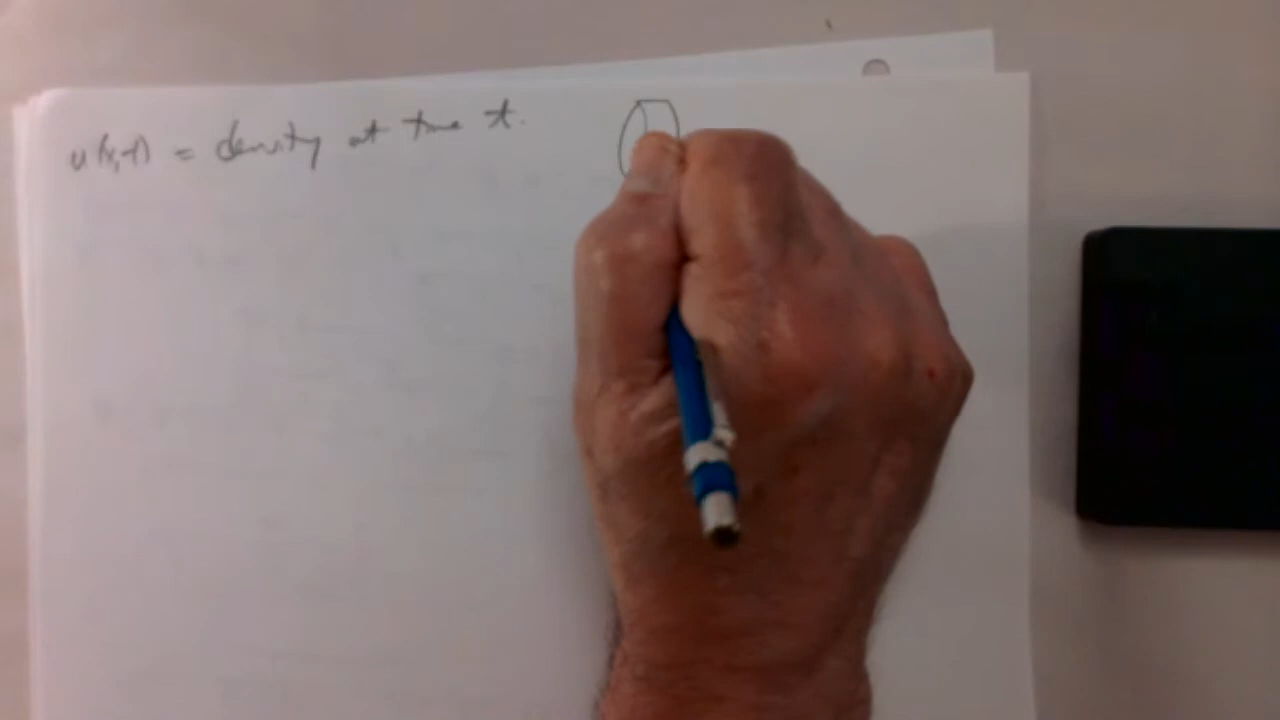 u(x,t) = density at time t.